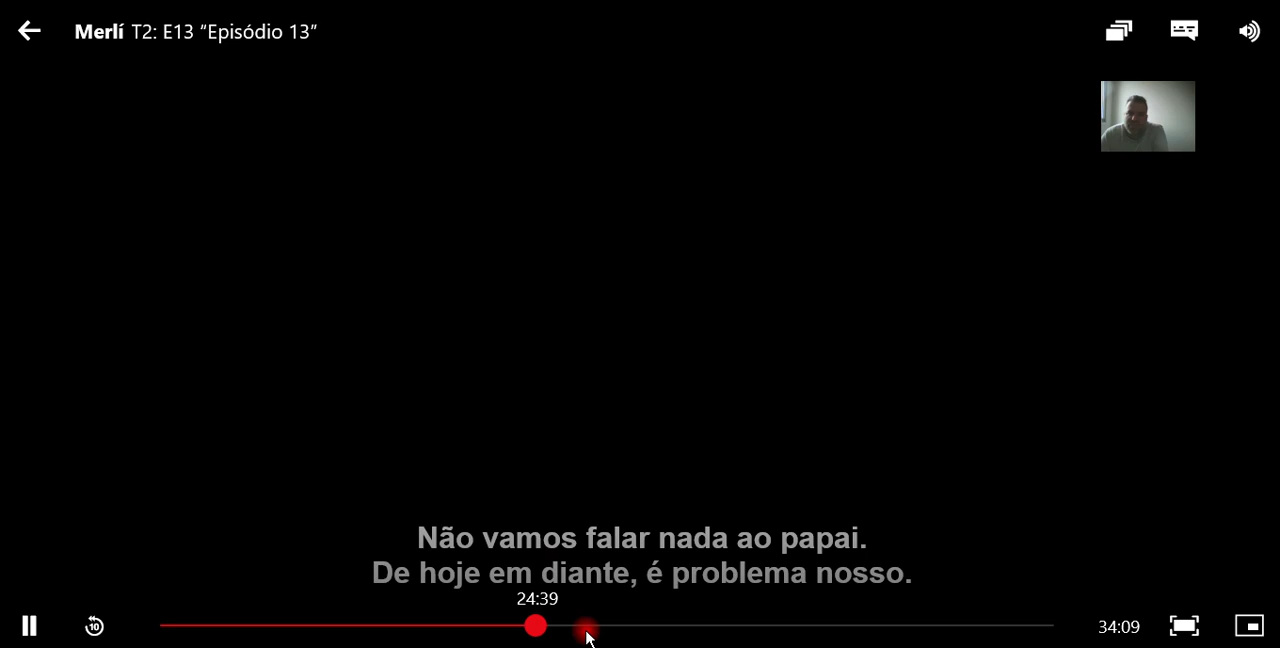 Merlí T2: E13 “Episódio 13”
Não vamos falar nada ao papai.
De hoje em diante, é problema nosso.
24:39
10
34:09